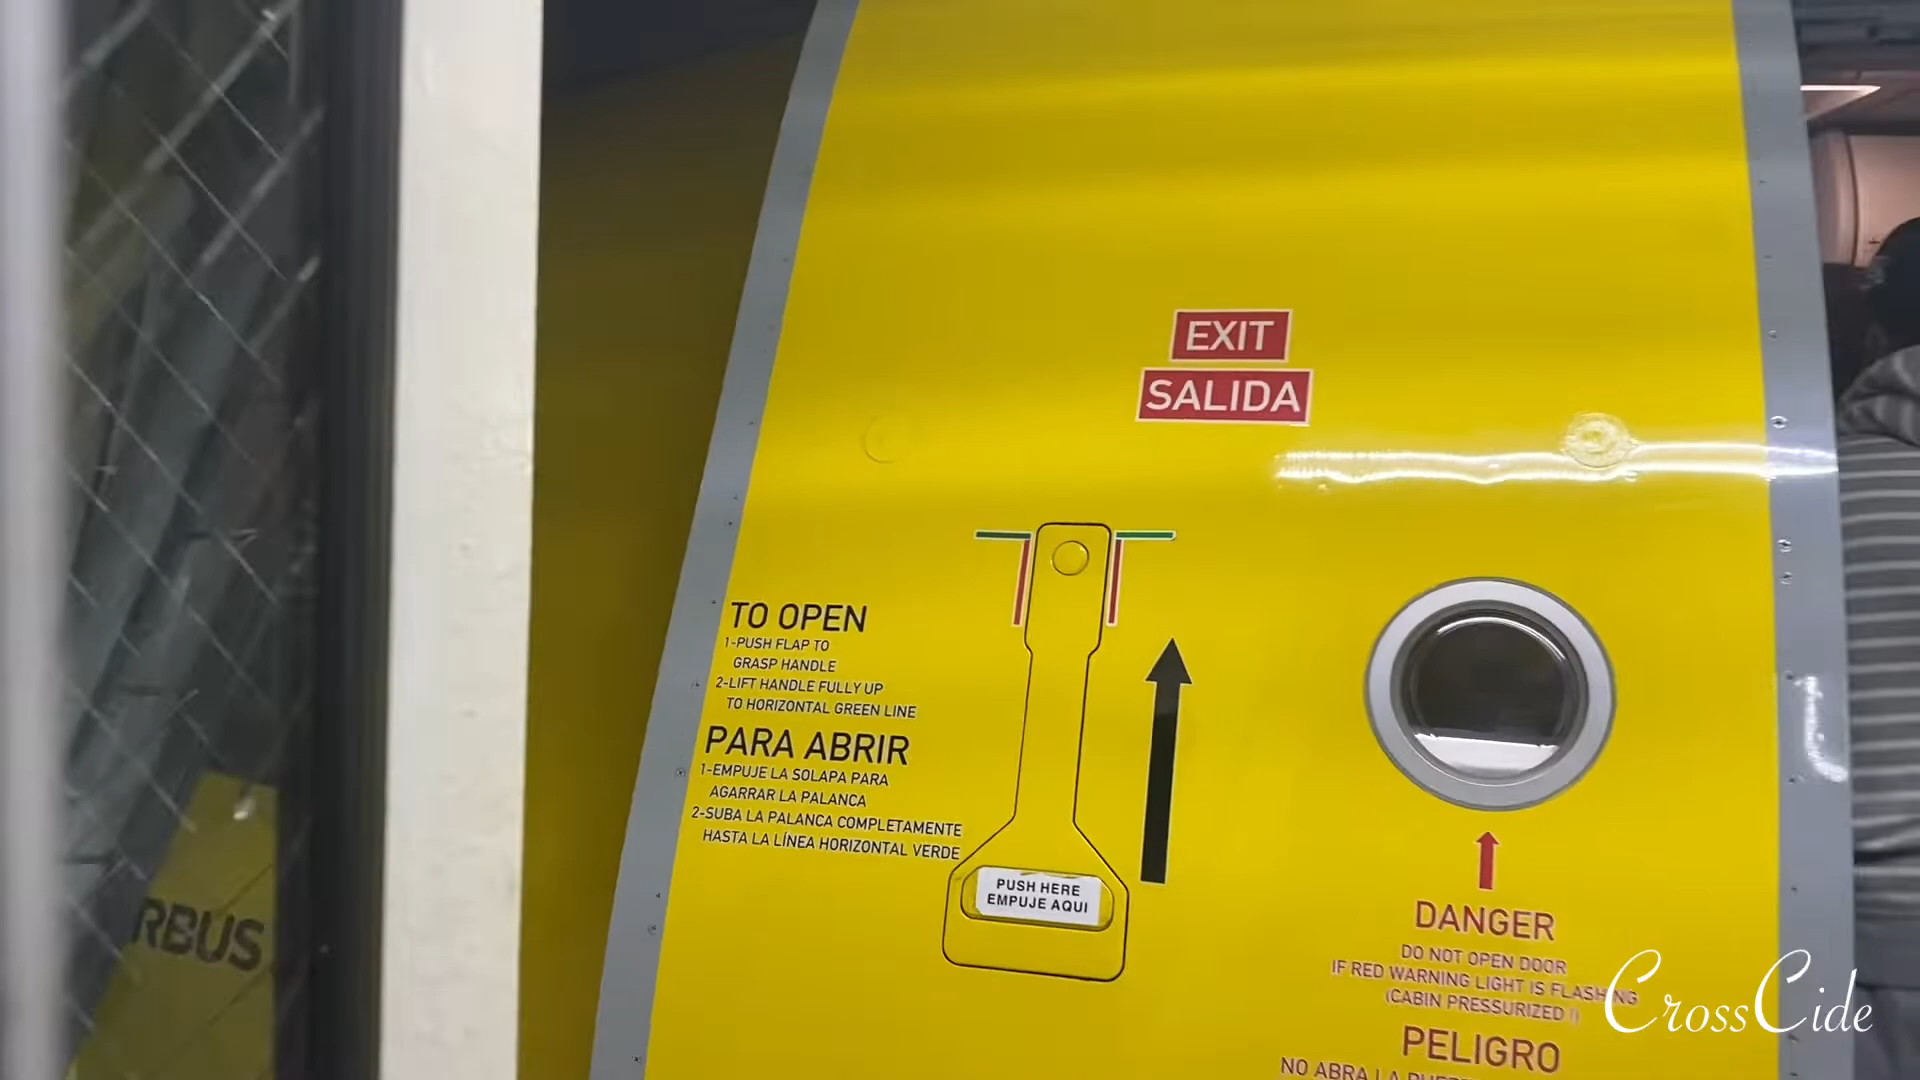 EXIT
SALIDA
TO OPEN
1-PUSH FLAP TO
GRASP HANDLE
2-LIFT HANDLE FULLY UP
TO HORIZONTAL GREEN LINE
PARA ABRIR
1-EMPUJE LA SOLAPA PARA
AGARRAR LA PALANCA
2-SUBA LA PALANCA COMPLETAMENTE
HASTA LA LÍNEA HORIZONTAL VERDE
PUSH HERE
EMPUJE AQUI
DANGER
DO NOT OPEN DOOR
IF RED WARNING LIGHT IS FLASHING
(CABIN PRESSURIZED !)
PELIGRO
NO ABRA LA
RBUS
CrossCide